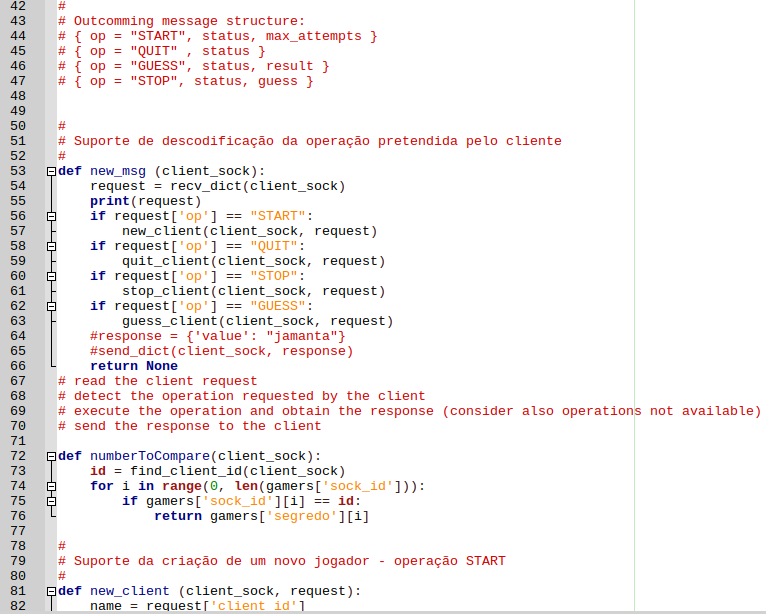 42 #
43 # Outcomming message structure:
44 # { op = "START", status, max_attempts }
45 # { op = "QUIT" , status }
46 # { op = "GUESS", status, result }
47 # { op = "STOP", status, guess }
48
49
50 #
51 # Suporte de descodificação da operação pretendida pelo cliente
52 #
53 def new_msg (client_sock):
54     request = recv_dict(client_sock)
55     print(request)
56     if request['op'] == "START":
57         new_client(client_sock, request)
58     if request['op'] == "QUIT":
59         quit_client(client_sock, request)
60     if request['op'] == "STOP":
61         stop_client(client_sock, request)
62     if request['op'] == "GUESS":
63         guess_client(client_sock, request)
64     #response = {'value': "jamanta"}
65     #send_dict(client_sock, response)
66     return None
67 # read the client request
68 # detect the operation requested by the client
69 # execute the operation and obtain the response (consider also operations not available)
70 # send the response to the client
71
72 def numberToCompare(client_sock):
73     id = find_client_id(client_sock)
74     for i in range(0, len(gamers['sock_id'])):
75         if gamers['sock_id'][i] == id:
76             return gamers['segredo'][i]
77
78 #
79 # Suporte da criação de um novo jogador - operação START
80 #
81 def new_client (client_sock, request):
82     name = request['client_id']